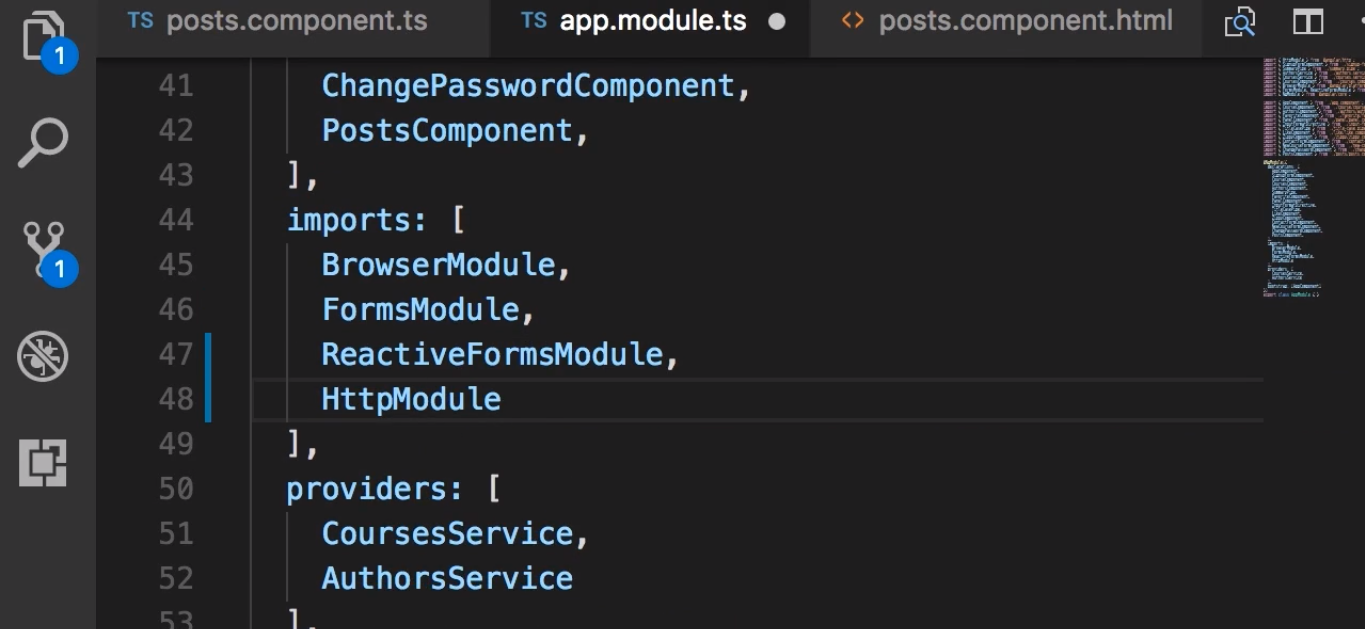 TS posts.component.ts
TS app.module.ts
<> posts.component.html
1
1
41 ChangePasswordComponent,
42 PostsComponent,
43 ],
44 imports: [
45 BrowserModule,
46 FormsModule,
47 ReactiveFormsModule,
48 HttpModule
49 ],
50 providers: [
51 CoursesService,
52 AuthorsService
53 ],